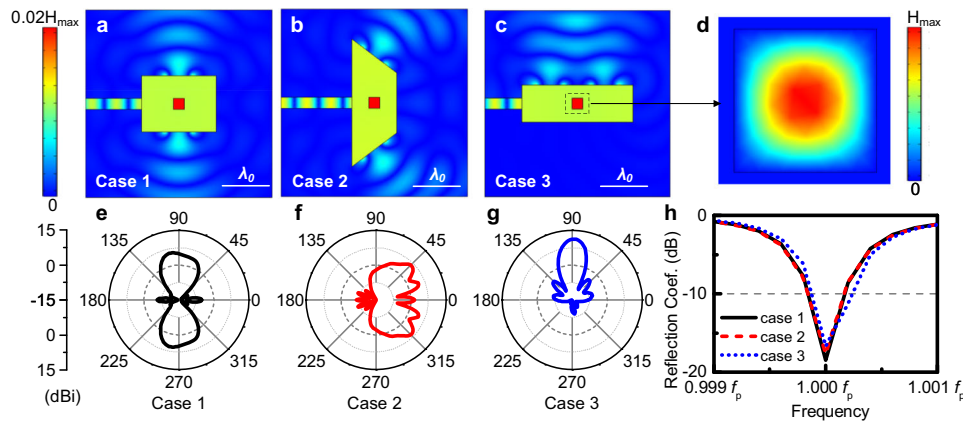 0.02H_max
a
b
c
d
H_max
0
0
Case 1
λ₀
Case 2
λ₀
Case 3
λ₀
e
f
g
h
15
0
-15
0
15
(dBi)
90
135
45
180
0
225
315
270
Case 1
90
135
45
180
0
225
315
270
Case 2
90
135
45
180
0
225
315
270
Case 3
0
-10
-20
Reflection Coef. (dB)
case 1
case 2
case 3
0.999 f_p
1.000 f_p
1.001 f_p
Frequency